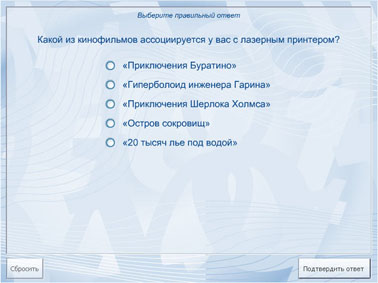 Выберите правильный ответ
Какой из кинофильмов ассоциируется у вас с лазерным принтером?
«Приключения Буратино»
«Гиперболоид инженера Гарина»
«Приключения Шерлока Холмса»
«Остров сокровищ»
«20 тысяч лье под водой»
Сбросить
Подтвердить ответ